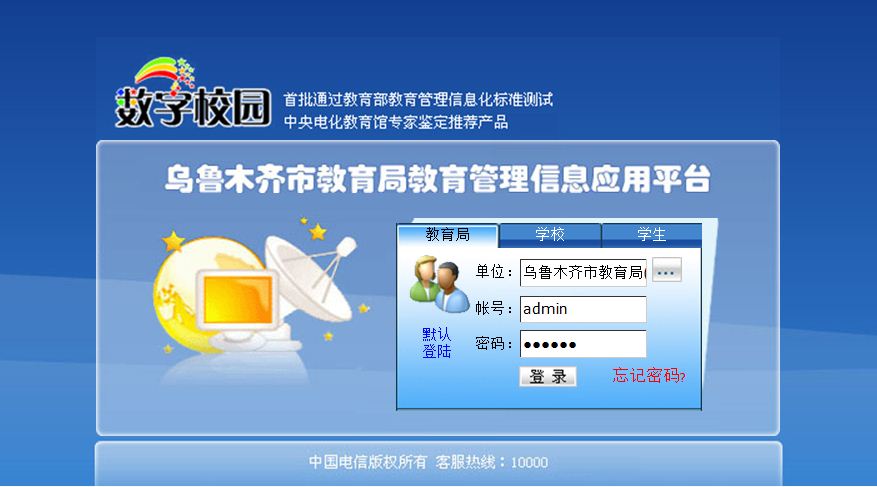 数字校园
首批通过教育部教育管理信息化标准测试
中央电化教育馆专家鉴定推荐产品
乌鲁木齐市教育局教育管理信息应用平台
教育局 学校 学生
单位： 乌鲁木齐市教育局( ...
帐号： admin
默认
登陆
密码： ●●●●●●
登 录 忘记密码?
中国电信版权所有 客服热线：10000